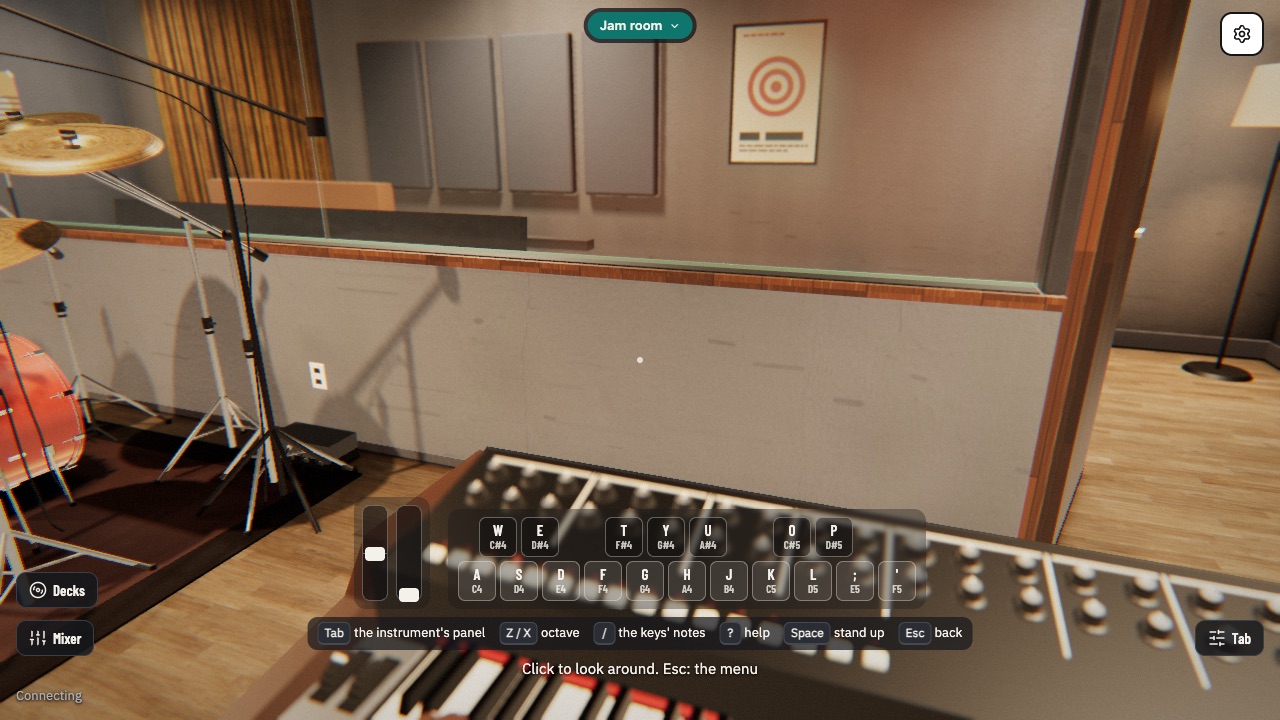 Jam room
W E T Y U O P
C#4 D#4 F#4 G#4 A#4 C#5 D#5
A S D F G H J K L ; '
C4 D4 E4 F4 G4 A4 B4 C5 D5 E5 F5
Decks
Mixer
Tab the instrument's panel Z / X octave / the keys' notes ? help Space stand up Esc back
Tab
Click to look around. Esc: the menu
Connecting